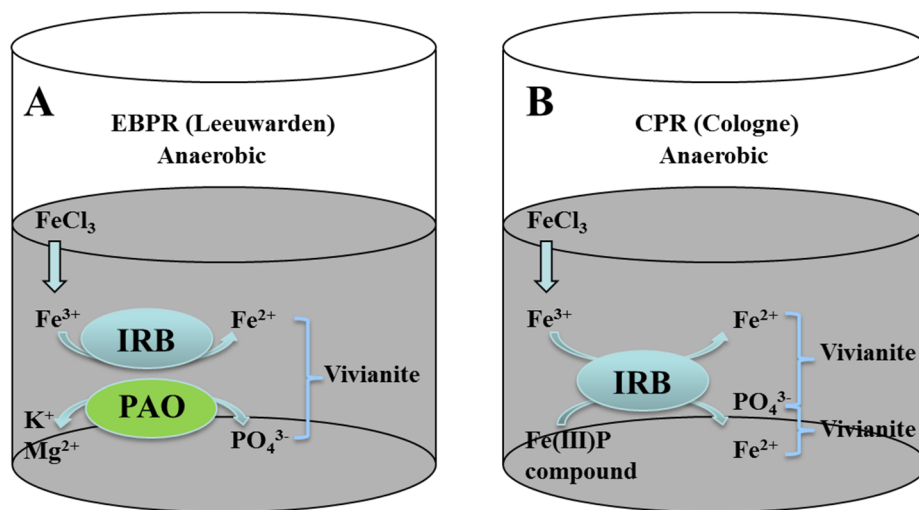 A
EBPR (Leeuwarden)
Anaerobic
FeCl₃
Fe³⁺
IRB
Fe²⁺
Vivianite
PAO
K⁺
Mg²⁺
PO₄³⁻
B
CPR (Cologne)
Anaerobic
FeCl₃
Fe³⁺
Fe²⁺
Vivianite
IRB
PO₄³⁻
Vivianite
Fe(III)P
compound
Fe²⁺